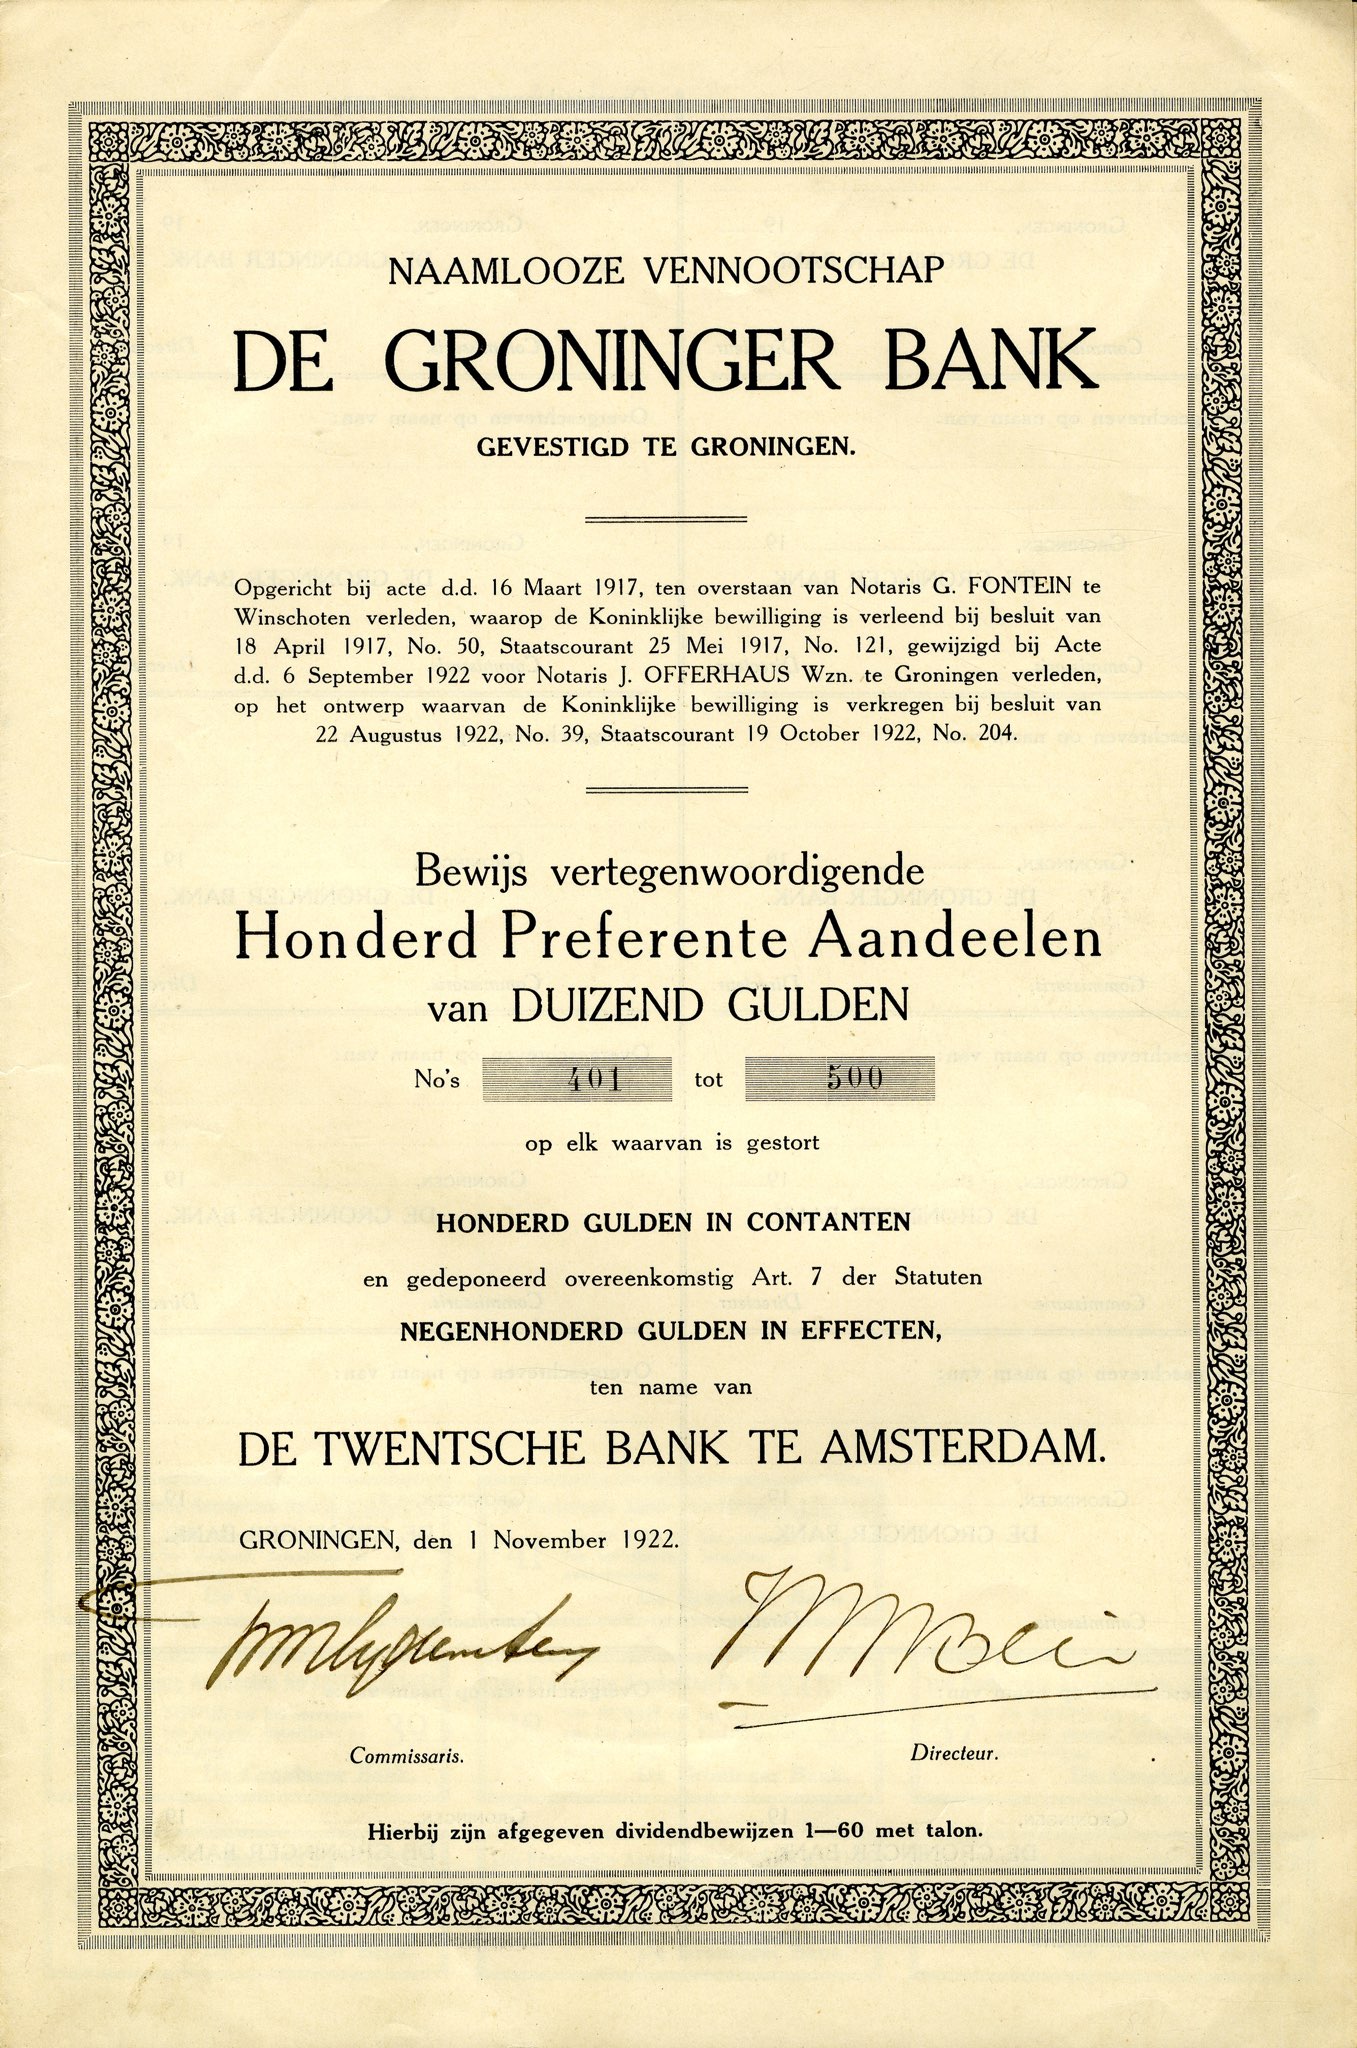 NAAMLOOZE VENNOOTSCHAP
DE GRONINGER BANK
GEVESTIGD TE GRONINGEN.
Opgericht bij acte d.d. 16 Maart 1917, ten overstaan van Notaris G. FONTEIN te
Winschoten verleden, waarop de Koninklijke bewilliging is verleend bij besluit van
18 April 1917, No. 50, Staatscourant 25 Mei 1917, No. 121, gewijzigd bij Acte
d.d. 6 September 1922 voor Notaris J. OFFERHAUS Wzn. te Groningen verleden,
op het ontwerp waarvan de Koninklijke bewilliging is verkregen bij besluit van
22 Augustus 1922, No. 39, Staatscourant 19 October 1922, No. 204.
Bewijs vertegenwoordigende
Honderd Preferente Aandeelen
van DUIZEND GULDEN
No's 401 tot 500
op elk waarvan is gestort
HONDERD GULDEN IN CONTANTEN
en gedeponeerd overeenkomstig Art. 7 der Statuten
NEGENHONDERD GULDEN IN EFFECTEN,
ten name van
DE TWENTSCHE BANK TE AMSTERDAM.
GRONINGEN, den 1 November 1922.
Commissaris. Directeur.
Hierbij zijn afgegeven dividendbewijzen 1—60 met talon.